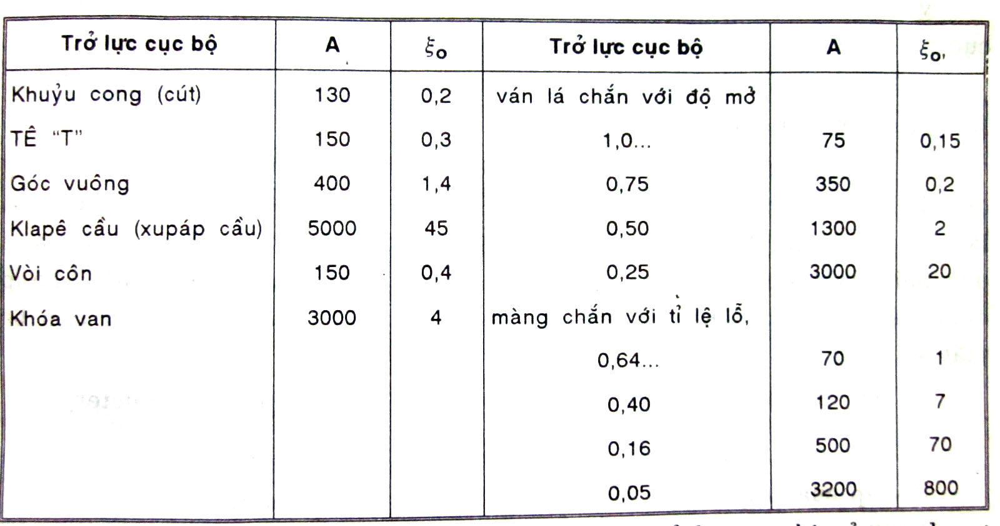 Trở lực cục bộ A ξo Trở lực cục bộ A ξo,
Khuỷu cong (cút) 130 0,2 ván lá chắn với độ mở
TÊ “T” 150 0,3 1,0... 75 0,15
Góc vuông 400 1,4 0,75 350 0,2
Klapê cầu (xupáp cầu) 5000 45 0,50 1300 2
Vòi côn 150 0,4 0,25 3000 20
Khóa van 3000 4 màng chắn với tỉ lệ lỗ,
0,64... 70 1
0,40 120 7
0,16 500 70
0,05 3200 800